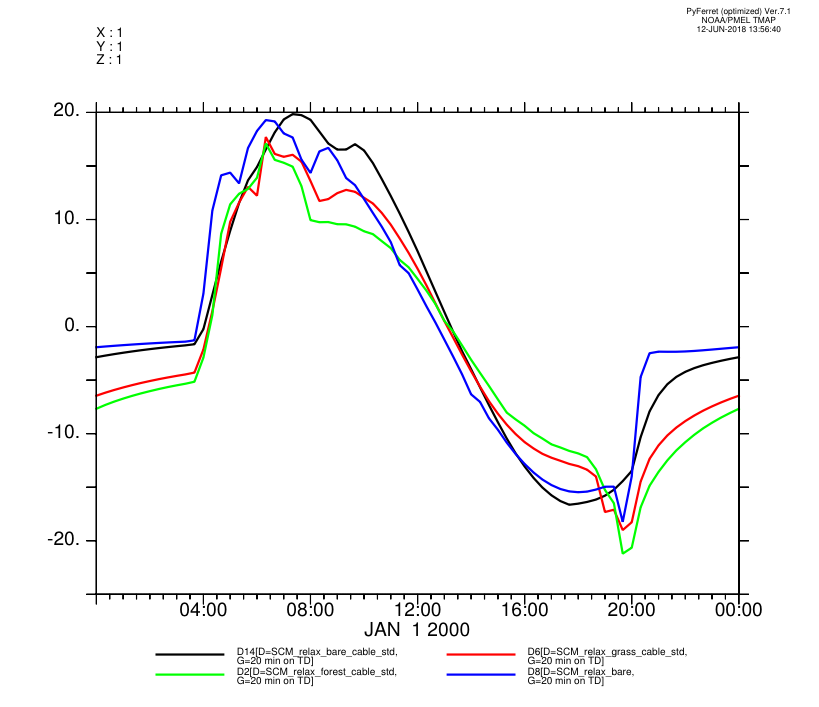 PyFerret (optimized) Ver.7.1
NOAA/PMEL TMAP
12-JUN-2018 13:56:40
X : 1
Y : 1
Z : 1
20.
10.
0.
-10.
-20.
04:00 08:00 12:00 16:00 20:00 00:00
JAN 1 2000
D14[D=SCM_relax_bare_cable_std,
G=20 min on TD]
D6[D=SCM_relax_grass_cable_std,
G=20 min on TD]
D2[D=SCM_relax_forest_cable_std,
G=20 min on TD]
D8[D=SCM_relax_bare,
G=20 min on TD]